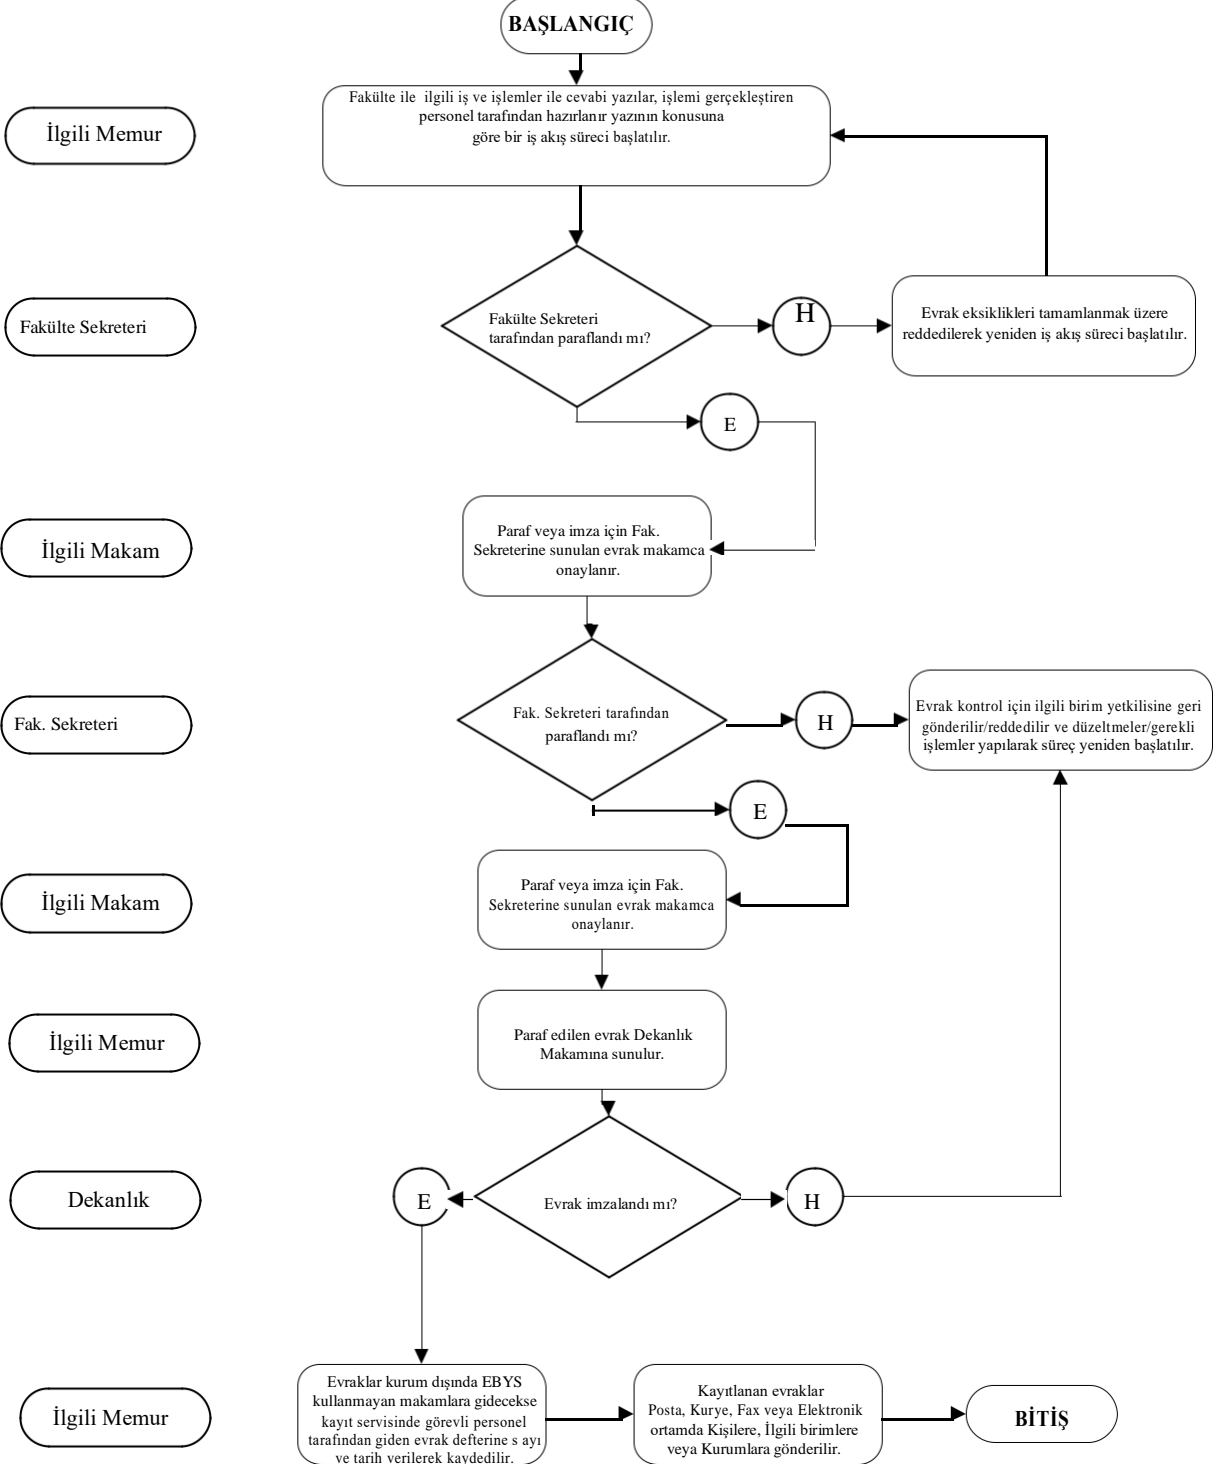 BAŞLANGIÇ
İlgili Memur
Fakülte ile ilgili iş ve işlemler ile cevabi yazılar, işlemi gerçekleştiren
personel tarafından hazırlanır yazının konusuna
göre bir iş akış süreci başlatılır.
Fakülte Sekreteri
Fakülte Sekreteri
tarafından paraflandı mı?
H
Evrak eksiklikleri tamamlanmak üzere
reddedilerek yeniden iş akış süreci başlatılır.
E
İlgili Makam
Paraf veya imza için Fak.
Sekreterine sunulan evrak makamca
onaylanır.
Fak. Sekreteri
Fak. Sekreteri tarafından
paraflandı mı?
H
Evrak kontrol için ilgili birim yetkilisine geri
gönderilir/reddedilir ve düzeltmeler/gerekli
işlemler yapılarak süreç yeniden başlatılır.
E
İlgili Makam
Paraf veya imza için Fak.
Sekreterine sunulan evrak makamca
onaylanır.
İlgili Memur
Paraf edilen evrak Dekanlık
Makamına sunulur.
Dekanlık
E
Evrak imzalandı mı?
H
İlgili Memur
Evraklar kurum dışında EBYS
kullanmayan makamlara gidecekse
kayıt servisinde görevli personel
tarafından giden evrak defterine s ayı
ve tarih verilerek kaydedilir.
Kayıtlanan evraklar
Posta, Kurye, Fax veya Elektronik
ortamda Kişilere, İlgili birimlere
veya Kurumlara gönderilir.
BİTİŞ